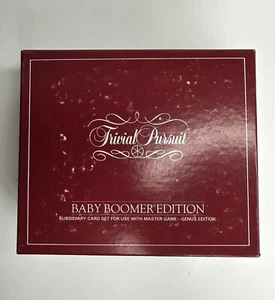 Trivial Pursuit
BABY BOOMER EDITION
SUBSIDIARY CARD SET FOR USE WITH MASTER GAME — GENUS EDITION